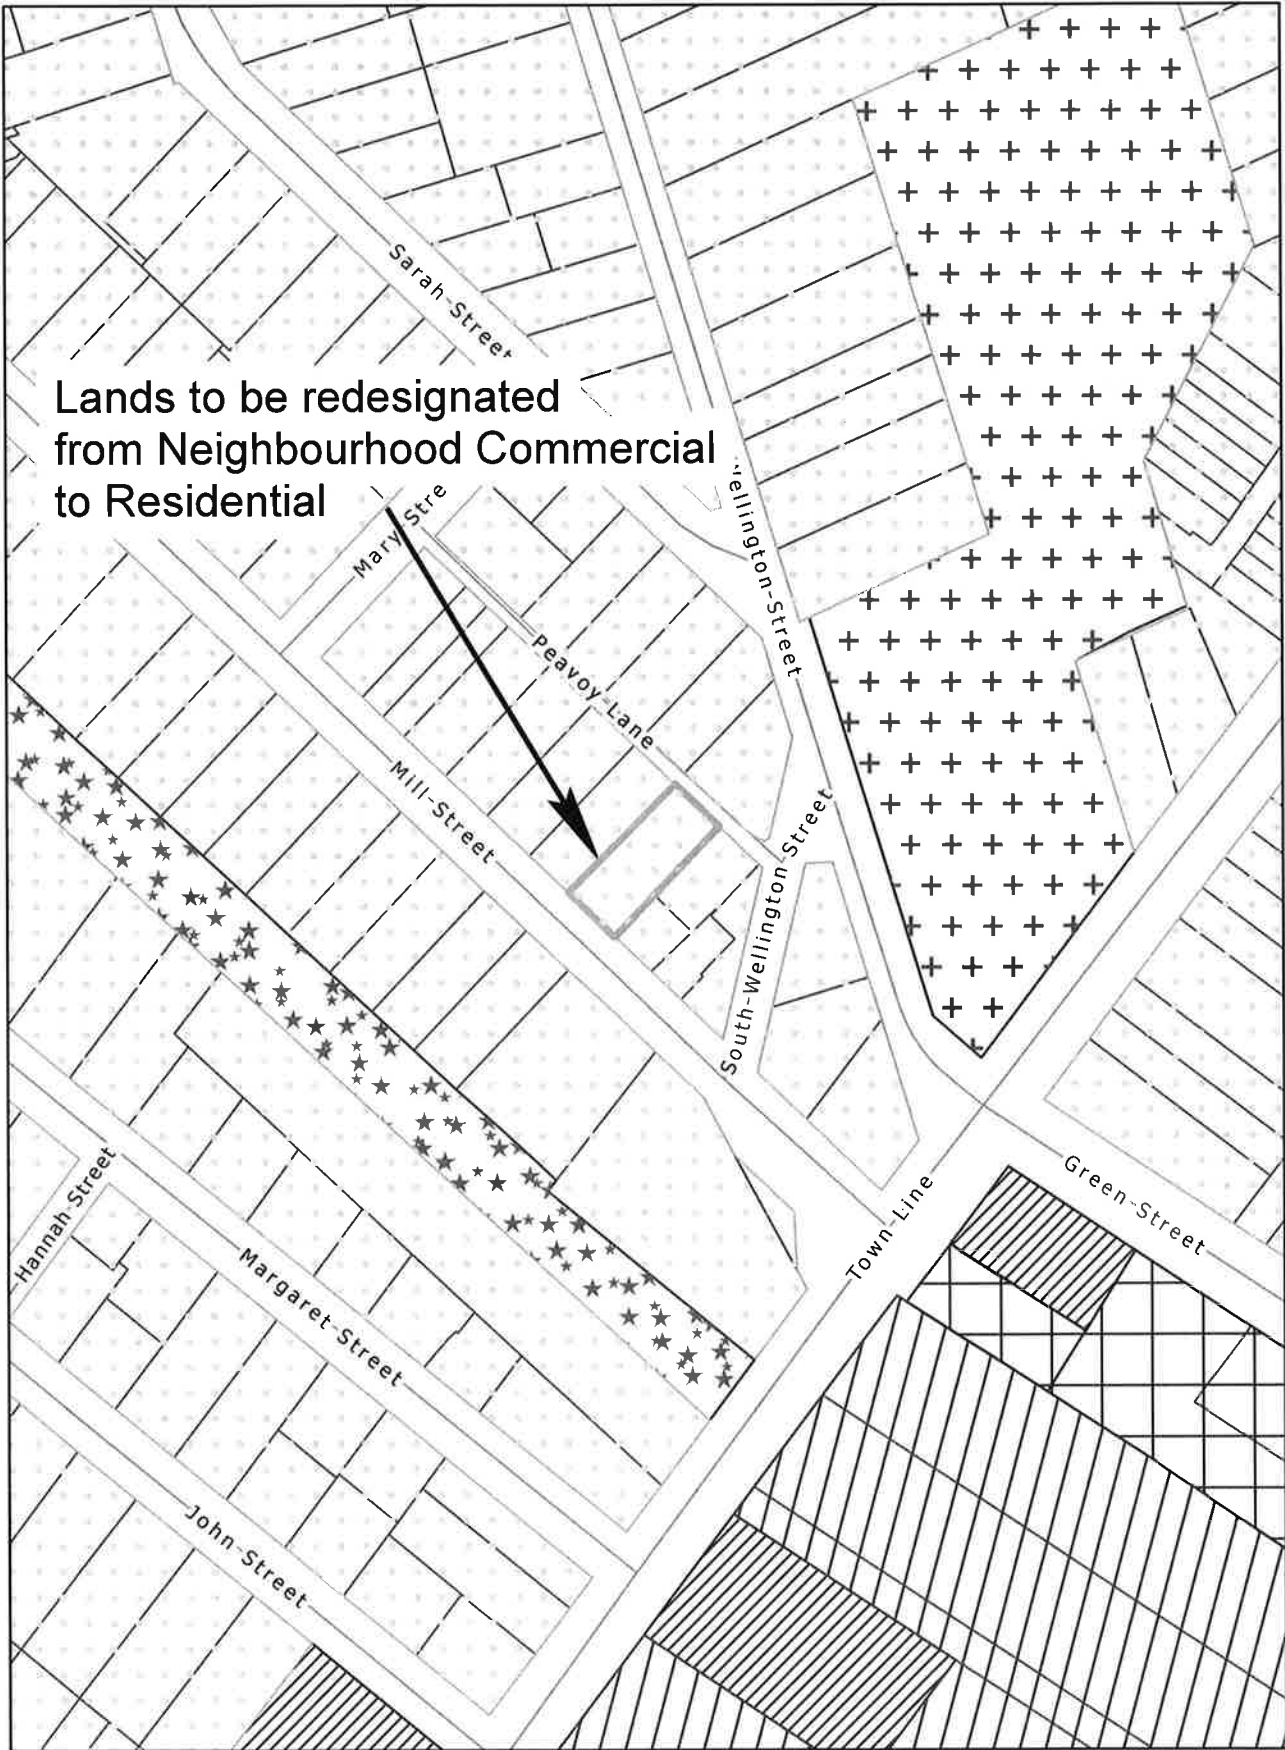 Sarah Street
Lands to be redesignated
from Neighbourhood Commercial
to Residential
Wellington Street
Mary Stre
Peavoy Lane
Mill Street
South Wellington Street
Hannah Street
Green Street
Town Line
Margaret Street
John Street